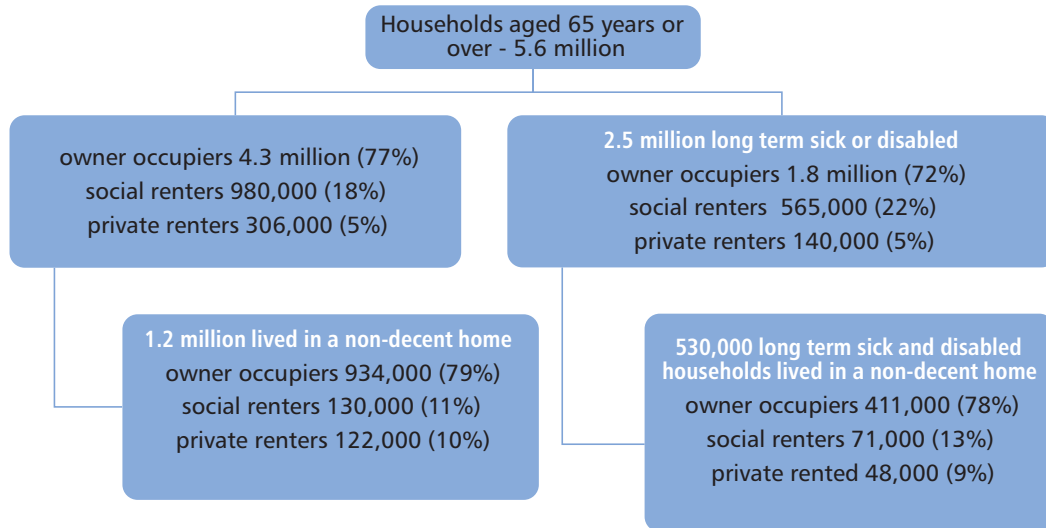 Households aged 65 years or
over - 5.6 million
owner occupiers 4.3 million (77%)
social renters 980,000 (18%)
private renters 306,000 (5%)
2.5 million long term sick or disabled
owner occupiers 1.8 million (72%)
social renters 565,000 (22%)
private renters 140,000 (5%)
1.2 million lived in a non-decent home
owner occupiers 934,000 (79%)
social renters 130,000 (11%)
private renters 122,000 (10%)
530,000 long term sick and disabled
households lived in a non-decent home
owner occupiers 411,000 (78%)
social renters 71,000 (13%)
private rented 48,000 (9%)